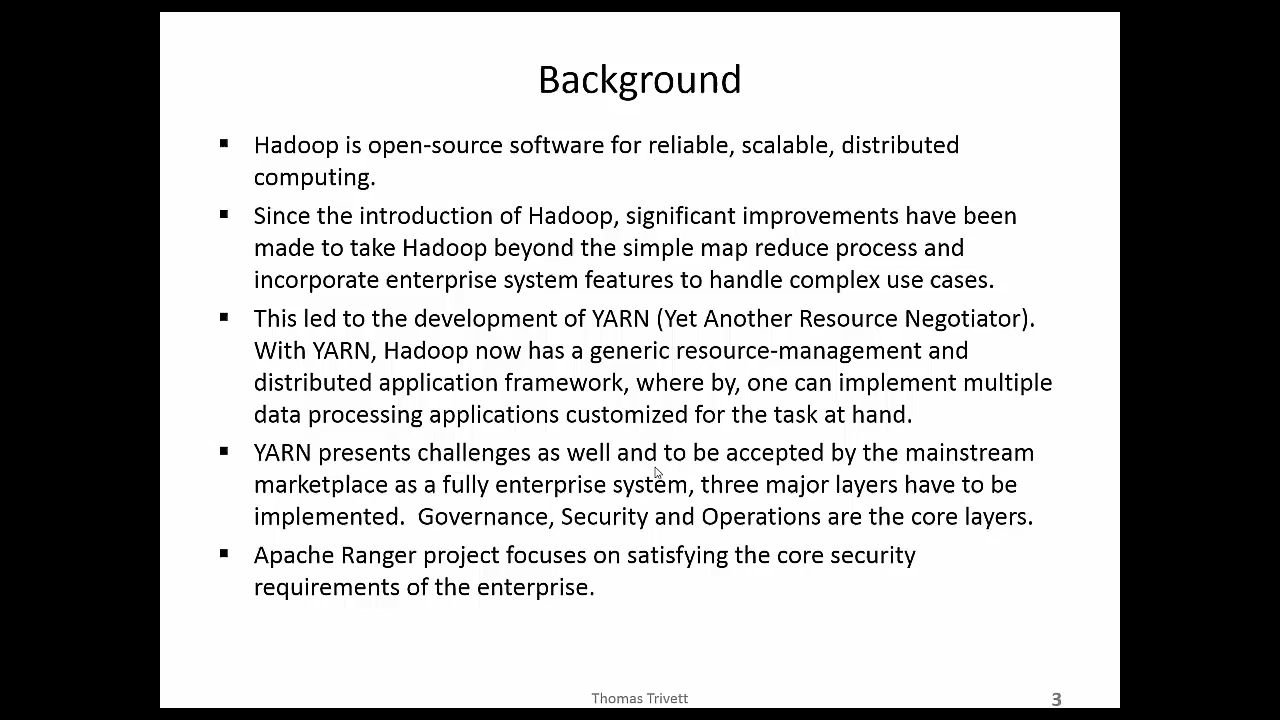 Background
▪ Hadoop is open-source software for reliable, scalable, distributed
computing.
▪ Since the introduction of Hadoop, significant improvements have been
made to take Hadoop beyond the simple map reduce process and
incorporate enterprise system features to handle complex use cases.
▪ This led to the development of YARN (Yet Another Resource Negotiator).
With YARN, Hadoop now has a generic resource-management and
distributed application framework, where by, one can implement multiple
data processing applications customized for the task at hand.
▪ YARN presents challenges as well and to be accepted by the mainstream
marketplace as a fully enterprise system, three major layers have to be
implemented.  Governance, Security and Operations are the core layers.
▪ Apache Ranger project focuses on satisfying the core security
requirements of the enterprise.
Thomas Trivett
3